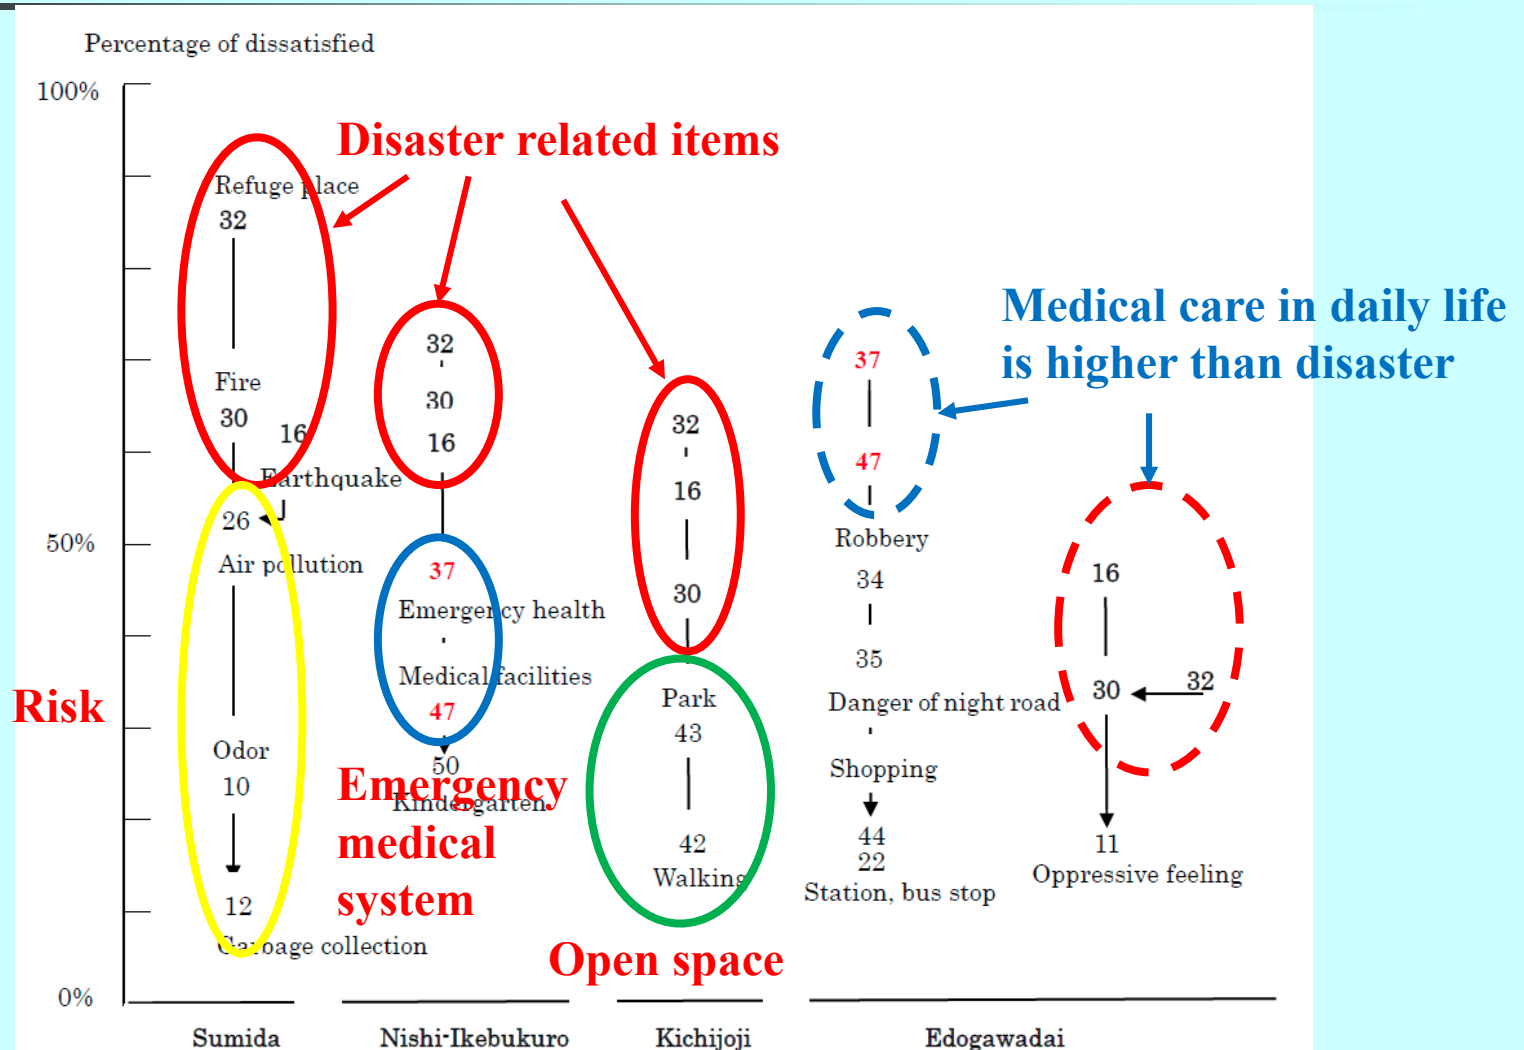 Percentage of dissatisfied
100%
50%
0%
Disaster related items
Refuge place
32
Fire
30
16
Earthquake
26
Air pollution
Odor
10
12
Garbage collection
Risk
Sumida
32
30
16
37
Emergency health
Medical facilities
47
50
Kindergarten
Emergency
medical
system
Nishi-Ikebukuro
32
16
30
Park
43
42
Walking
Open space
Kichijoji
Medical care in daily life
is higher than disaster
37
47
Robbery
34
35
Danger of night road
Shopping
44
22
Station, bus stop
16
30
32
11
Oppressive feeling
Edogawadai